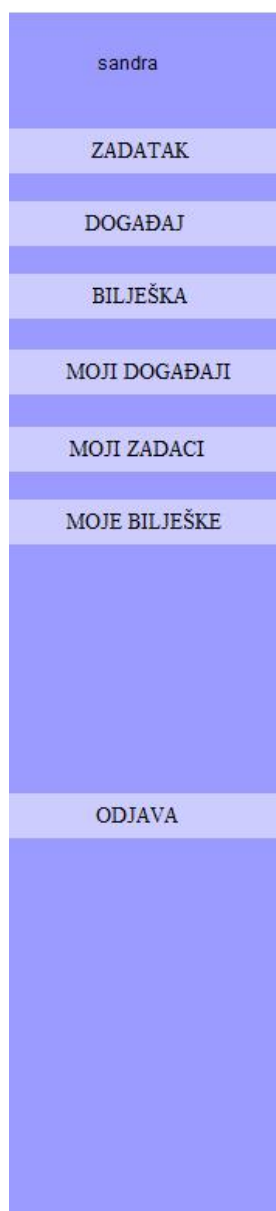 sandra
ZADATAK
DOGAĐAJ
BILJEŠKA
MOJI DOGAĐAJI
MOJI ZADACI
MOJE BILJEŠKE
ODJAVA